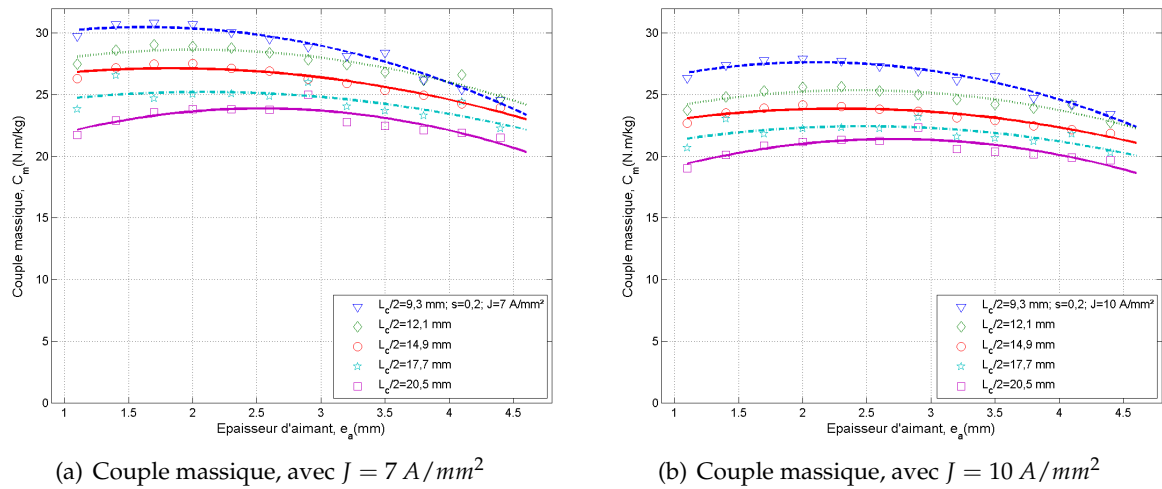 30
25
20
15
10
5
0
Couple massique, C_m(N.m/kg)
L_c/2=9,3 mm; s=0,2; J=7 A/mm²
L_c/2=12,1 mm
L_c/2=14,9 mm
L_c/2=17,7 mm
L_c/2=20,5 mm
1 1.5 2 2.5 3 3.5 4 4.5
Epaisseur d'aimant, e_a(mm)
(a) Couple massique, avec J = 7 A/mm²
30
25
20
15
10
5
0
Couple massique, C_m(N.m/kg)
L_c/2=9,3 mm; s=0,2; J=10 A/mm²
L_c/2=12,1 mm
L_c/2=14,9 mm
L_c/2=17,7 mm
L_c/2=20,5 mm
1 1.5 2 2.5 3 3.5 4 4.5
Epaisseur d'aimant, e_a(mm)
(b) Couple massique, avec J = 10 A/mm²